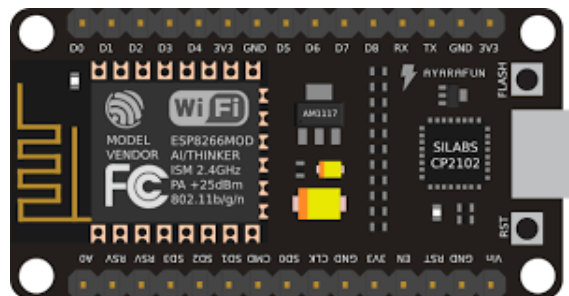 D0 D1 D2 D3 D4 3V3 GND D5 D6 D7 D8 RX TX GND 3V3
AYARAFUN
FLASH
WiFi
AM1117
MODEL
VENDOR
ESP8266MOD
AI/THINKER
ISM 2.4GHz
PA +25dBm
802.11b/g/n
FC
SILABS
CP2102
RST
A0 RSV RSV SD3 SD2 SD1 CMD SD0 CLK GND 3V3 EN RST GND Vin